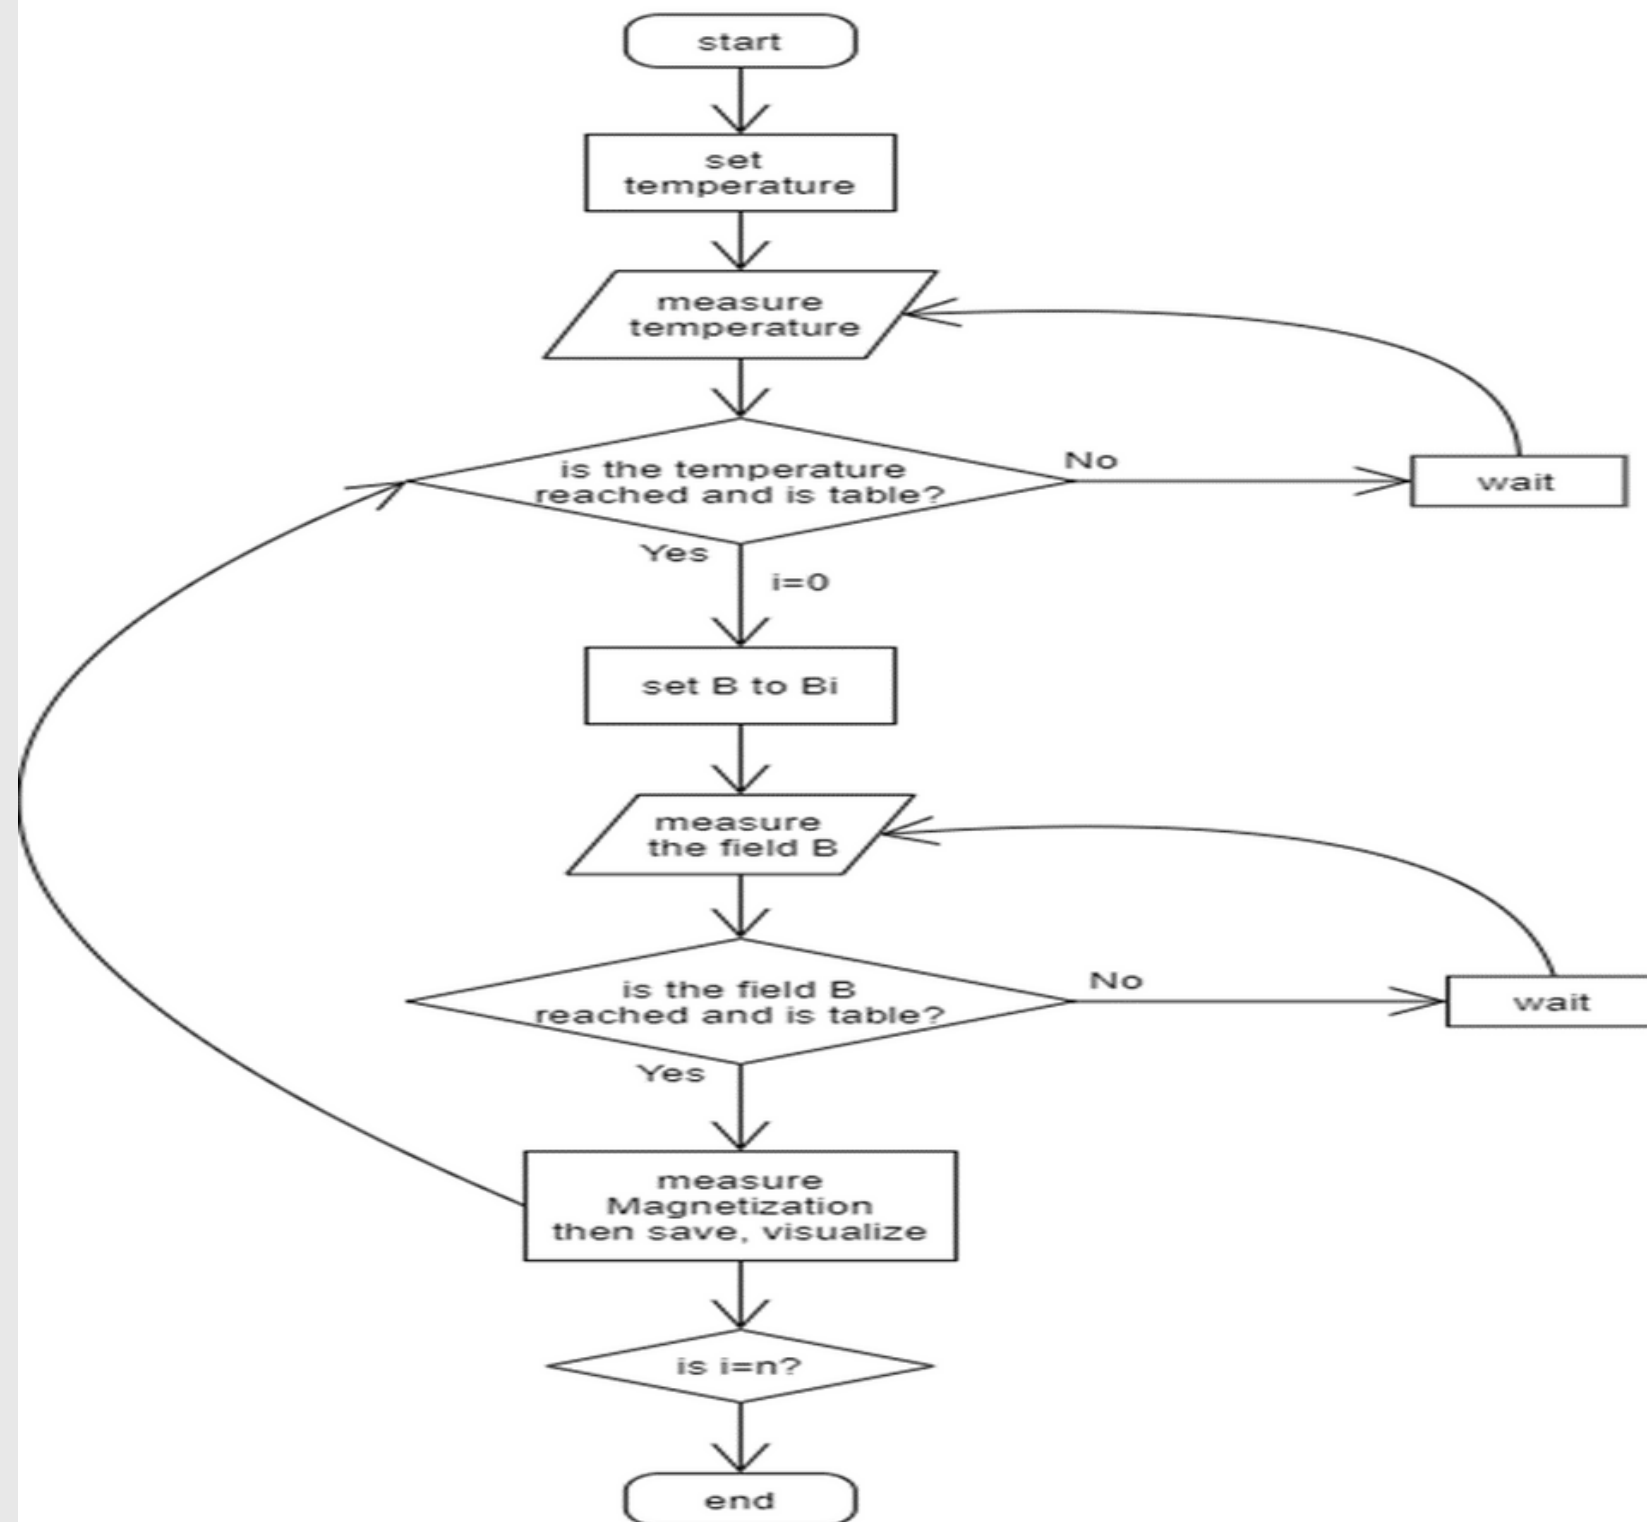 start
set
temperature
measure
temperature
is the temperature
reached and is table?
No
wait
Yes
i=0
set B to Bi
measure
the field B
is the field B
reached and is table?
No
wait
Yes
measure
Magnetization
then save, visualize
is i=n?
end